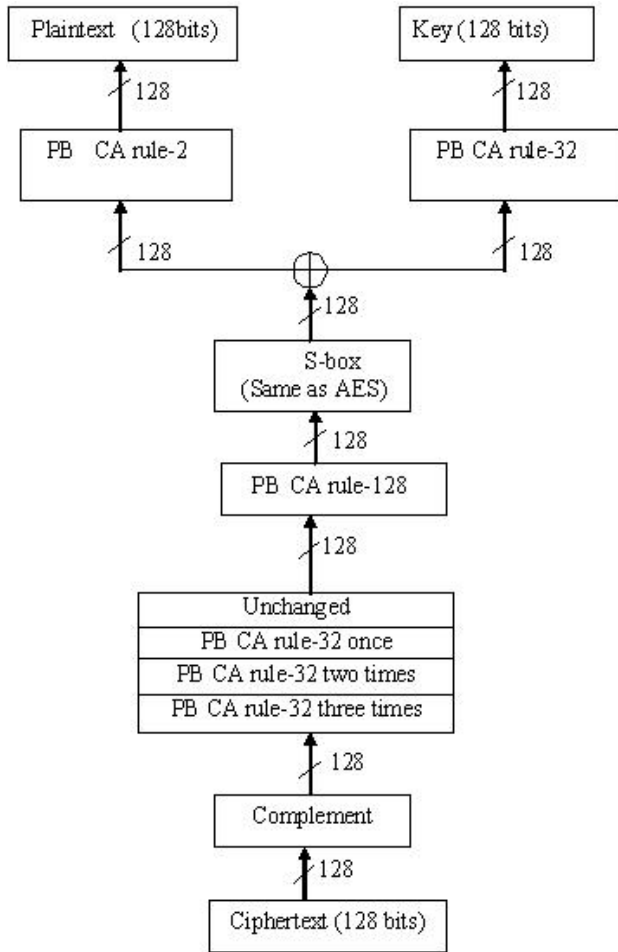 Plaintext (128bits)
Key (128 bits)
128
128
PB CA rule-2
PB CA rule-32
128
128
128
S-box
(Same as AES)
128
PB CA rule-128
128
Unchanged
PB CA rule-32 once
PB CA rule-32 two times
PB CA rule-32 three times
128
Complement
128
Ciphertext (128 bits)